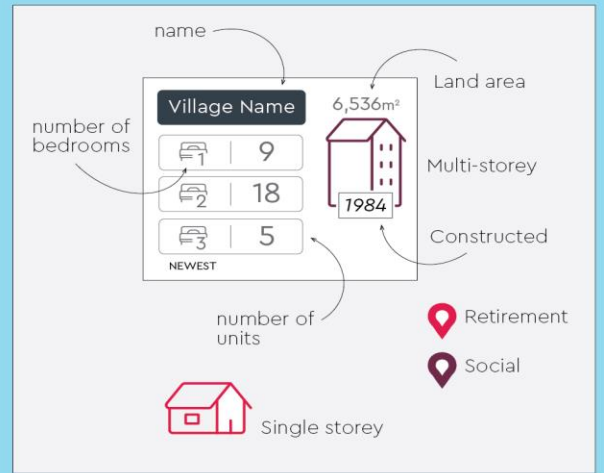 name
Land area
Village Name
6,536m²
number of
bedrooms
1 9
2 18
3 5
Multi-storey
1984
Constructed
NEWEST
number of
units
Retirement
Social
Single storey